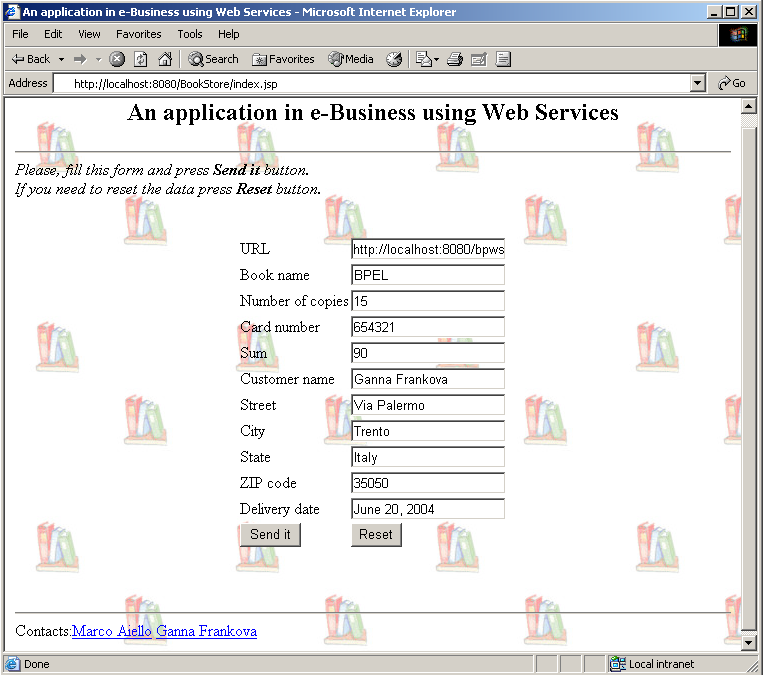 An application in e-Business using Web Services - Microsoft Internet Explorer
File Edit View Favorites Tools Help
Back Search Favorites Media
Address http://localhost:8080/BookStore/index.jsp Go
An application in e-Business using Web Services
Please, fill this form and press Send it button.
If you need to reset the data press Reset button.
URL http://localhost:8080/bpws
Book name BPEL
Number of copies 15
Card number 654321
Sum 90
Customer name Ganna Frankova
Street Via Palermo
City Trento
State Italy
ZIP code 35050
Delivery date June 20, 2004
Send it Reset
Contacts:Marco Aiello Ganna Frankova
Done Local intranet